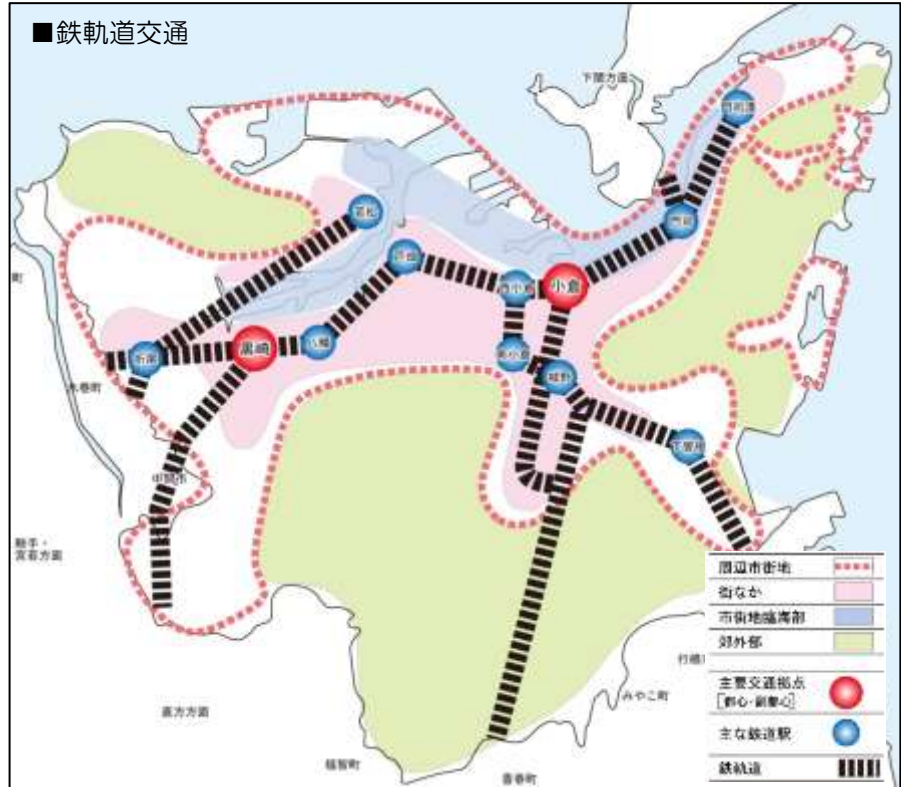 ■鉄軌道交通
下関方面
門司港
若松
門司
戸畑
西小倉
小倉
町
黒崎
八幡
折尾
南小倉
城野
水巻町
下曽根
中間市
鞍手・
宮若方面
周辺市街地
街なか
市街地臨海部
郊外部
行橋
みやこ町
主要交通拠点
[都心・副都心]
直方方面
主な鉄道駅
福智町
香春町
鉄軌道